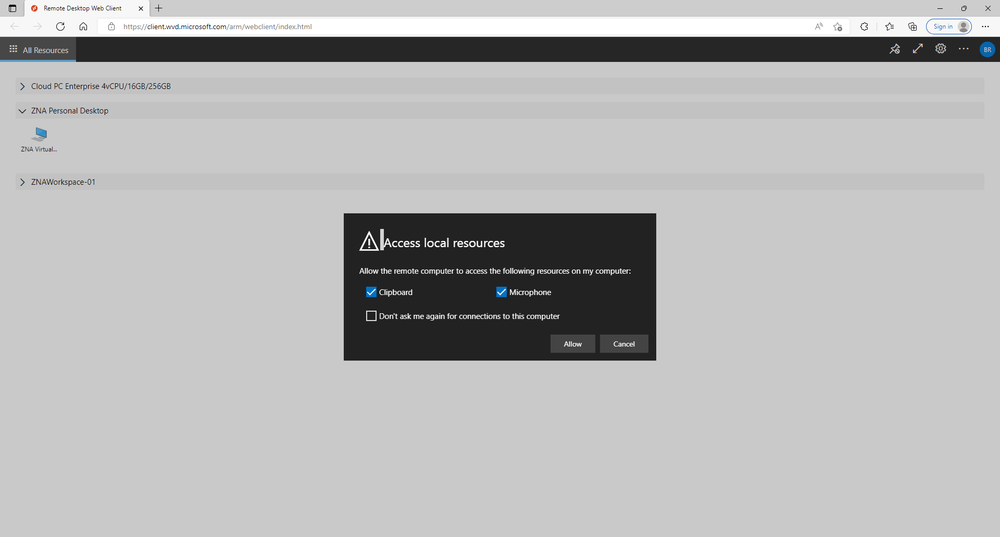 Remote Desktop Web Client
https://client.wvd.microsoft.com/arm/webclient/index.html
Sign in
All Resources
BR
Cloud PC Enterprise 4vCPU/16GB/256GB
ZNA Personal Desktop
ZNA Virtual...
ZNAWorkspace-01
Access local resources
Allow the remote computer to access the following resources on my computer:
Clipboard
Microphone
Don't ask me again for connections to this computer
Allow
Cancel